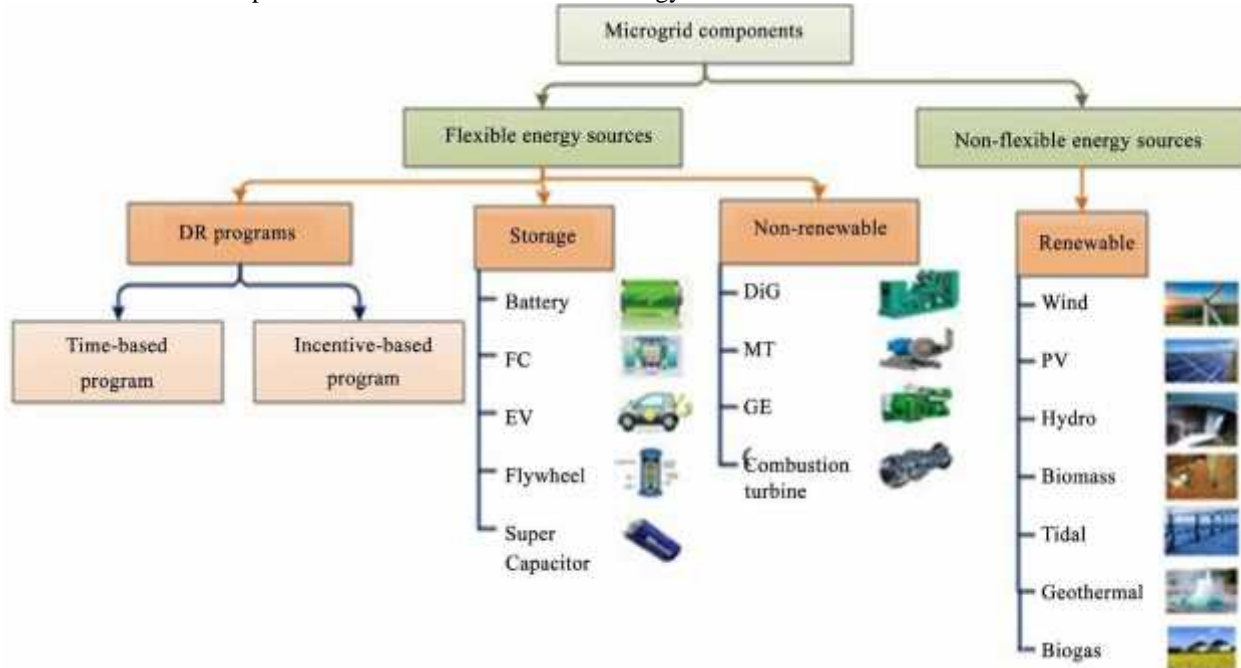 Microgrid components
Flexible energy sources
Non-flexible energy sources
DR programs
Time-based
program
Incentive-based
program
Storage
Battery
FC
EV
Flywheel
Super
Capacitor
Non-renewable
DiG
MT
GE
Combustion
turbine
Renewable
Wind
PV
Hydro
Biomass
Tidal
Geothermal
Biogas